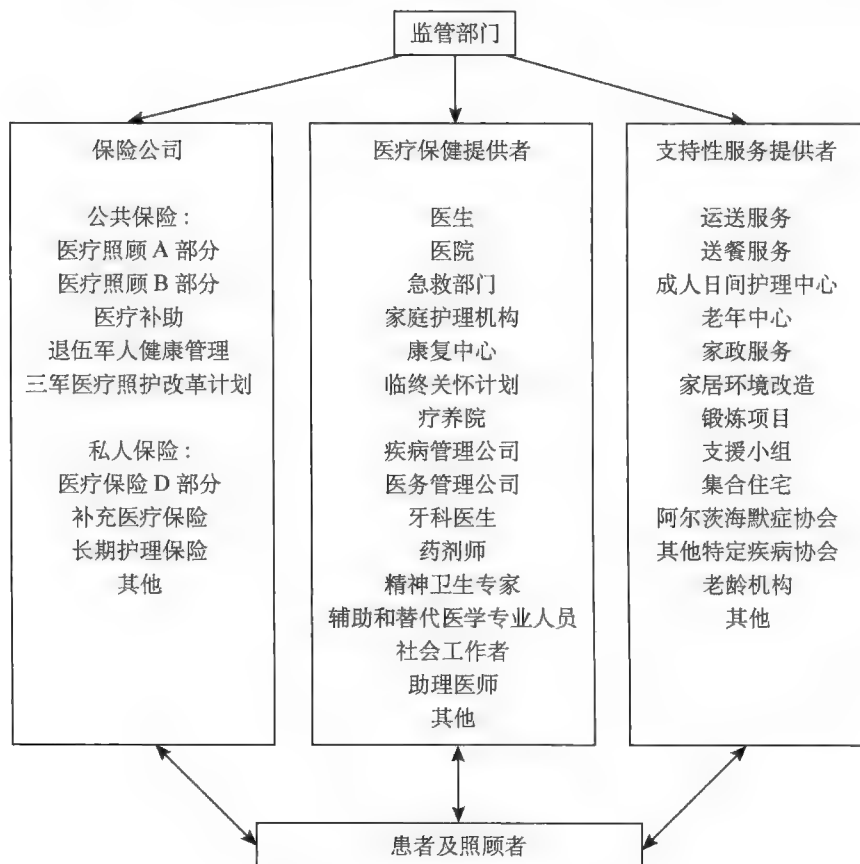 监管部门
保险公司
公共保险：
医疗照顾 A 部分
医疗照顾 B 部分
医疗补助
退伍军人健康管理
三军医疗照护改革计划
私人保险：
医疗保险 D 部分
补充医疗保险
长期护理保险
其他
医疗保健提供者
医生
医院
急救部门
家庭护理机构
康复中心
临终关怀计划
疗养院
疾病管理公司
医务管理公司
牙科医生
药剂师
精神卫生专家
辅助和替代医学专业人员
社会工作者
助理医师
其他
支持性服务提供者
运送服务
送餐服务
成人日间护理中心
老年中心
家政服务
家居环境改造
锻炼项目
支援小组
集合住宅
阿尔茨海默症协会
其他特定疾病协会
老龄机构
其他
患者及照顾者